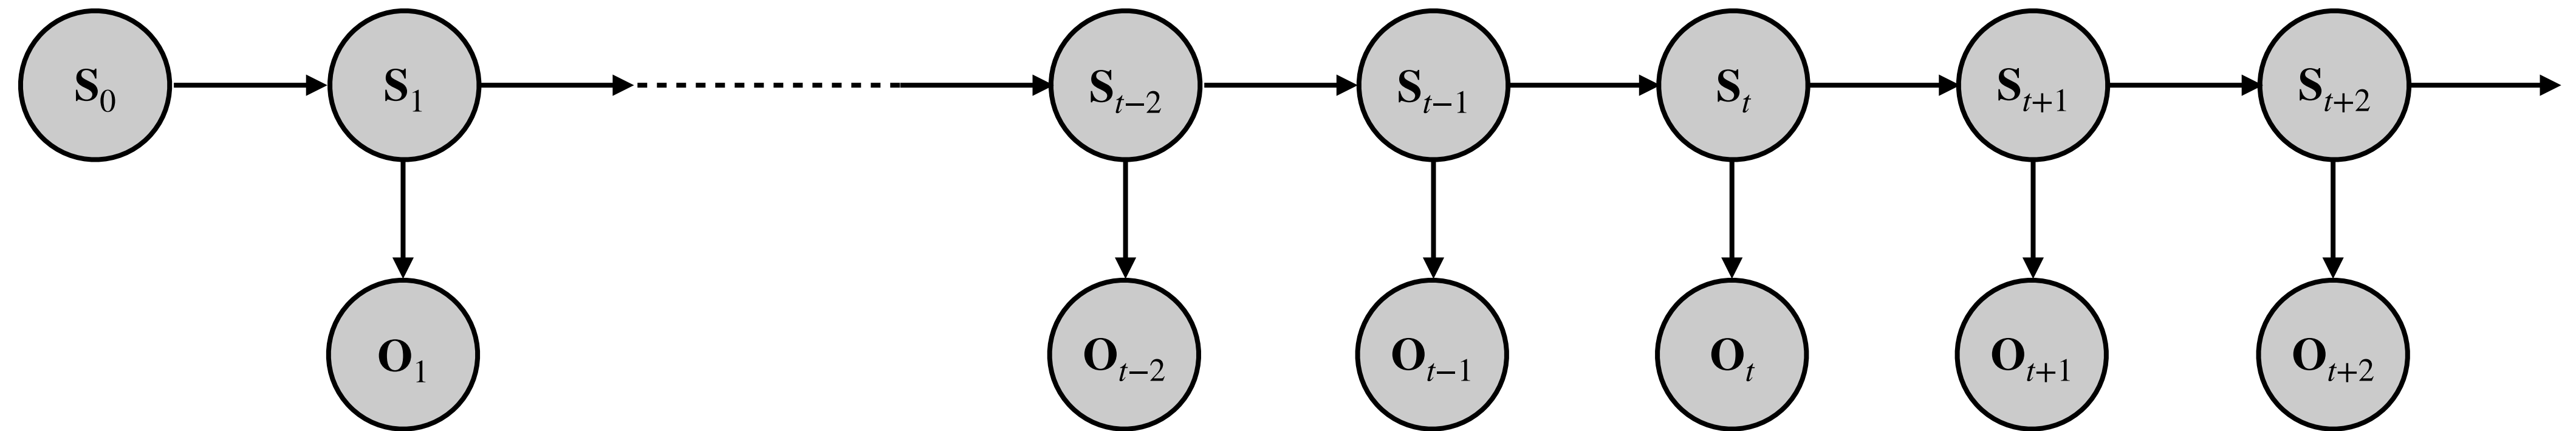 S₀ S₁ Sₜ₋₂ Sₜ₋₁ Sₜ Sₜ₊₁ Sₜ₊₂
O₁ Oₜ₋₂ Oₜ₋₁ Oₜ Oₜ₊₁ Oₜ₊₂